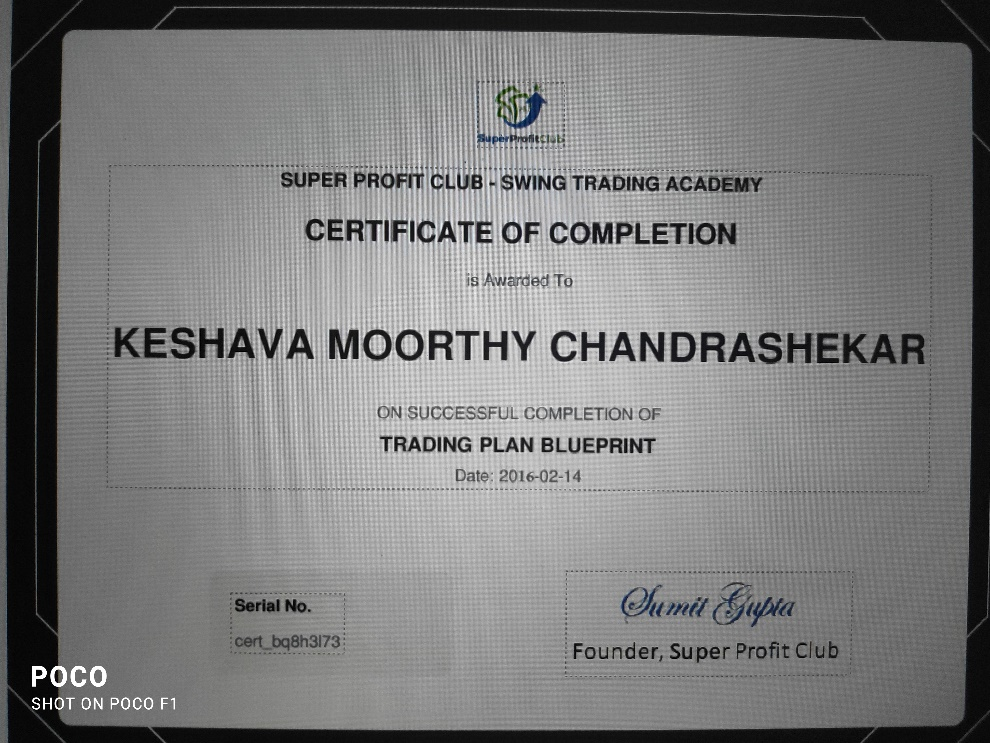 SuperProfitClub
SUPER PROFIT CLUB - SWING TRADING ACADEMY
CERTIFICATE OF COMPLETION
is Awarded To
KESHAVA MOORTHY CHANDRASHEKAR
ON SUCCESSFUL COMPLETION OF
TRADING PLAN BLUEPRINT
Date: 2016-02-14
Serial No.
cert_bq8h3l73
Sumit Gupta
Founder, Super Profit Club
POCO
SHOT ON POCO F1